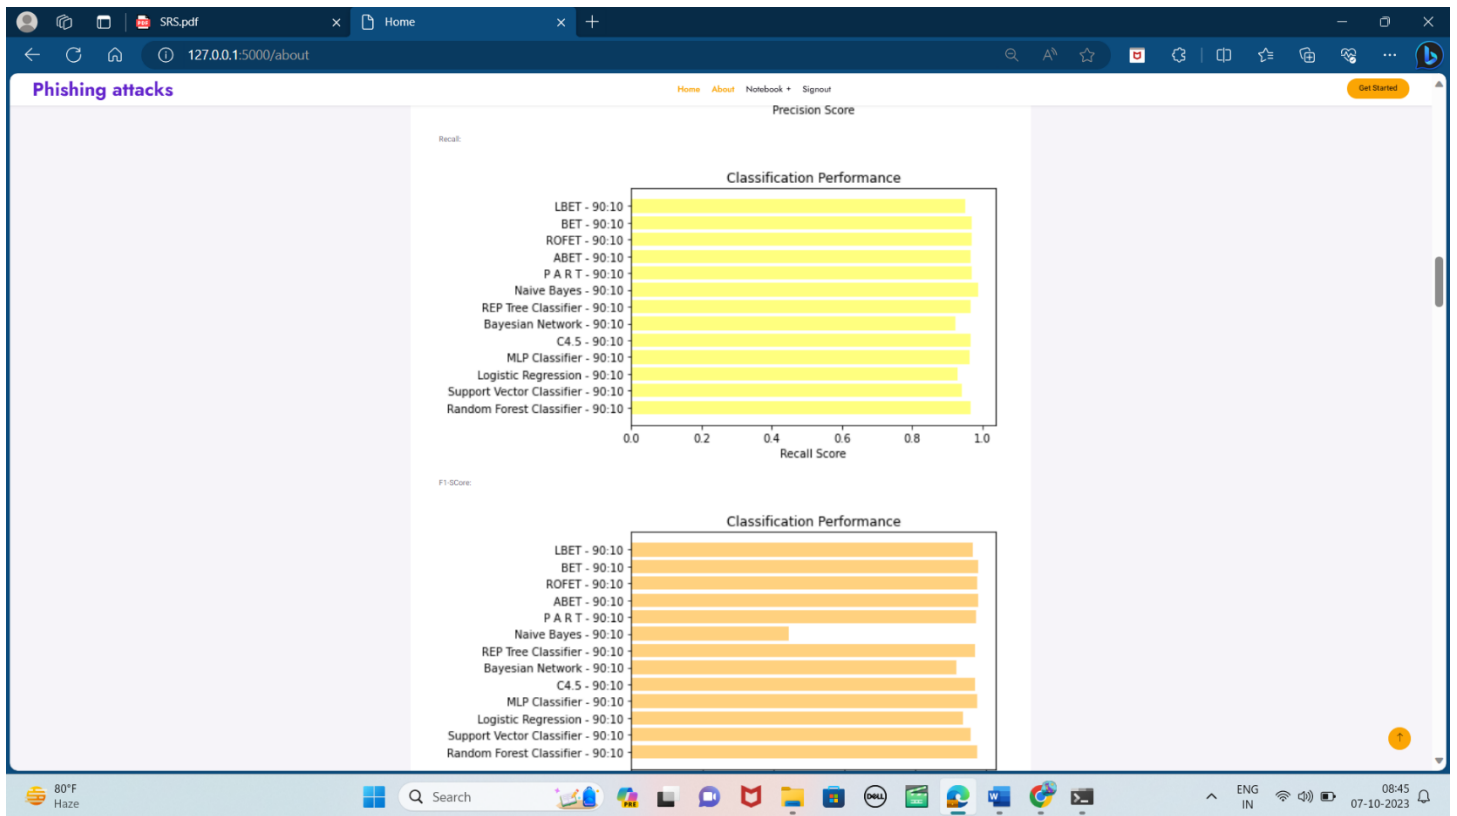 SRS.pdf
Home
127.0.0.1:5000/about
Phishing attacks
Home About Notebook + Signout
Get Started
Precision Score
Recall:
Classification Performance
LBET - 90:10
BET - 90:10
ROFET - 90:10
ABET - 90:10
P A R T - 90:10
Naive Bayes - 90:10
REP Tree Classifier - 90:10
Bayesian Network - 90:10
C4.5 - 90:10
MLP Classifier - 90:10
Logistic Regression - 90:10
Support Vector Classifier - 90:10
Random Forest Classifier - 90:10
0.0 0.2 0.4 0.6 0.8 1.0
Recall Score
F1-SCore:
Classification Performance
LBET - 90:10
BET - 90:10
ROFET - 90:10
ABET - 90:10
P A R T - 90:10
Naive Bayes - 90:10
REP Tree Classifier - 90:10
Bayesian Network - 90:10
C4.5 - 90:10
MLP Classifier - 90:10
Logistic Regression - 90:10
Support Vector Classifier - 90:10
Random Forest Classifier - 90:10
80°F
Haze
Search
PRE
DELL
ENG
IN
08:45
07-10-2023